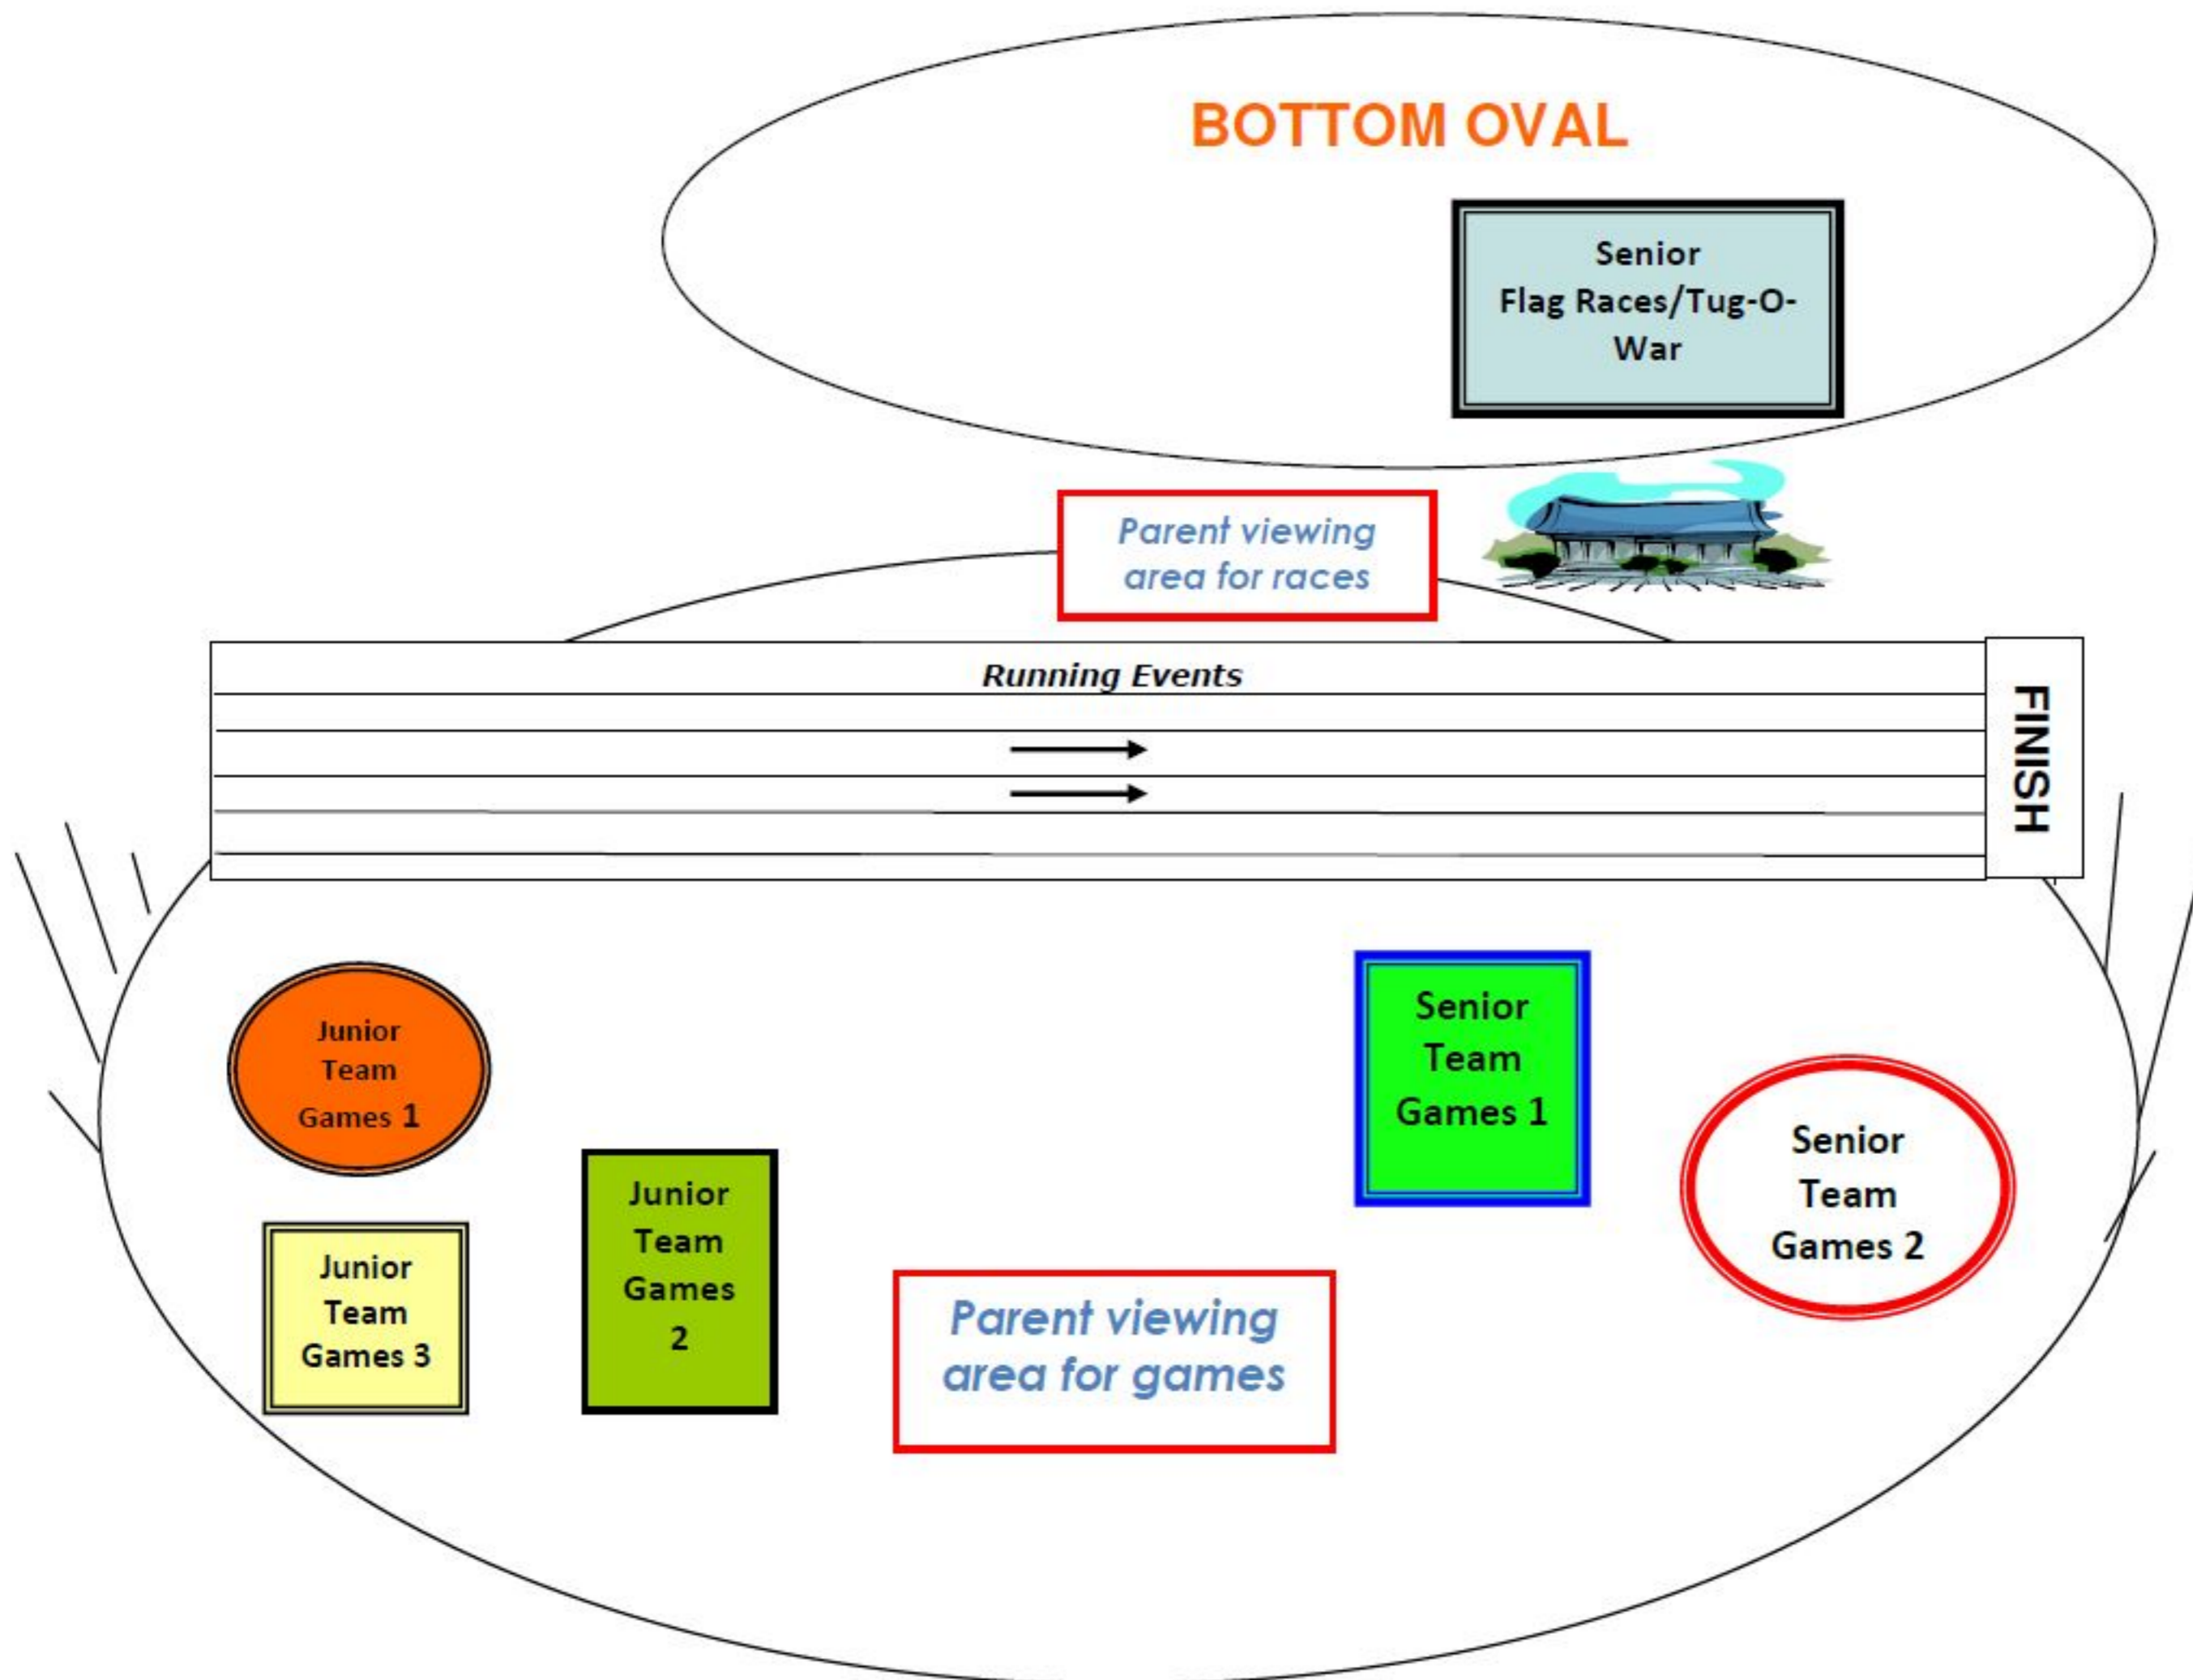 BOTTOM OVAL
Senior
Flag Races/Tug-O-
War
Parent viewing
area for races
Running Events
FINISH
Junior
Team
Games 1
Senior
Team
Games 1
Senior
Team
Games 2
Junior
Team
Games
2
Junior
Team
Games 3
Parent viewing
area for games